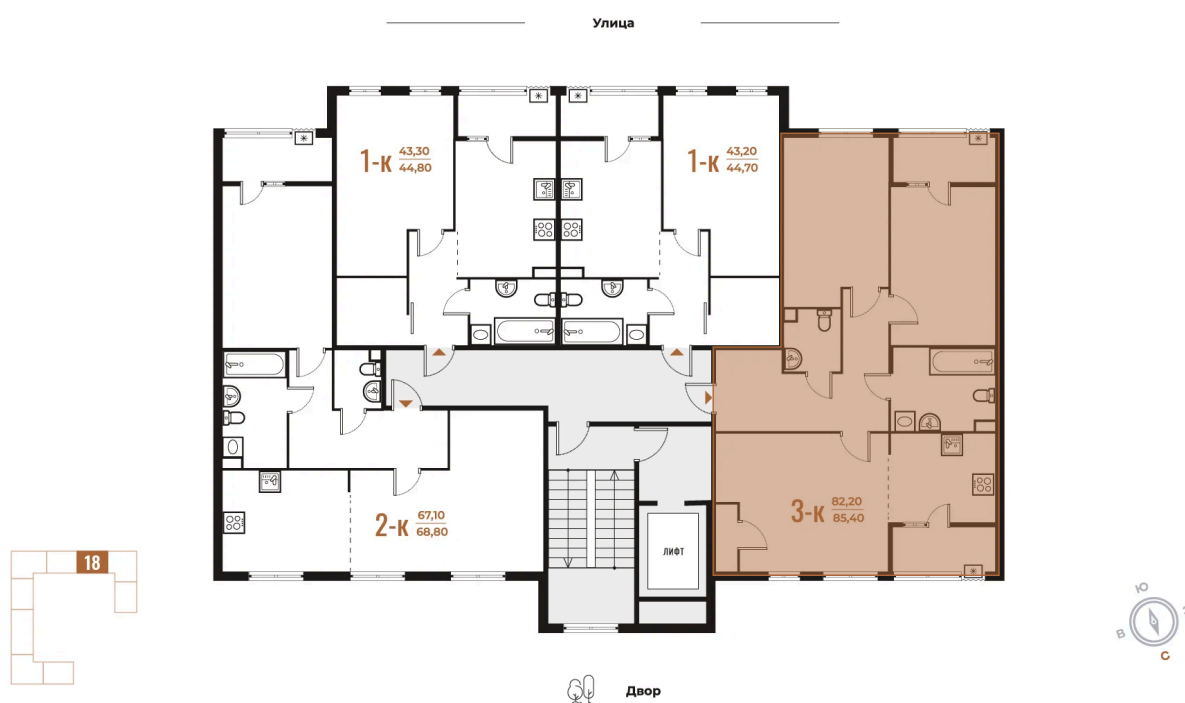 Улица
1-к 43,30
44,80
1-к 43,20
44,70
2-к 67,10
68,80
3-к 82,20
85,40
ЛИФТ
18
Ю
В
С
Двор